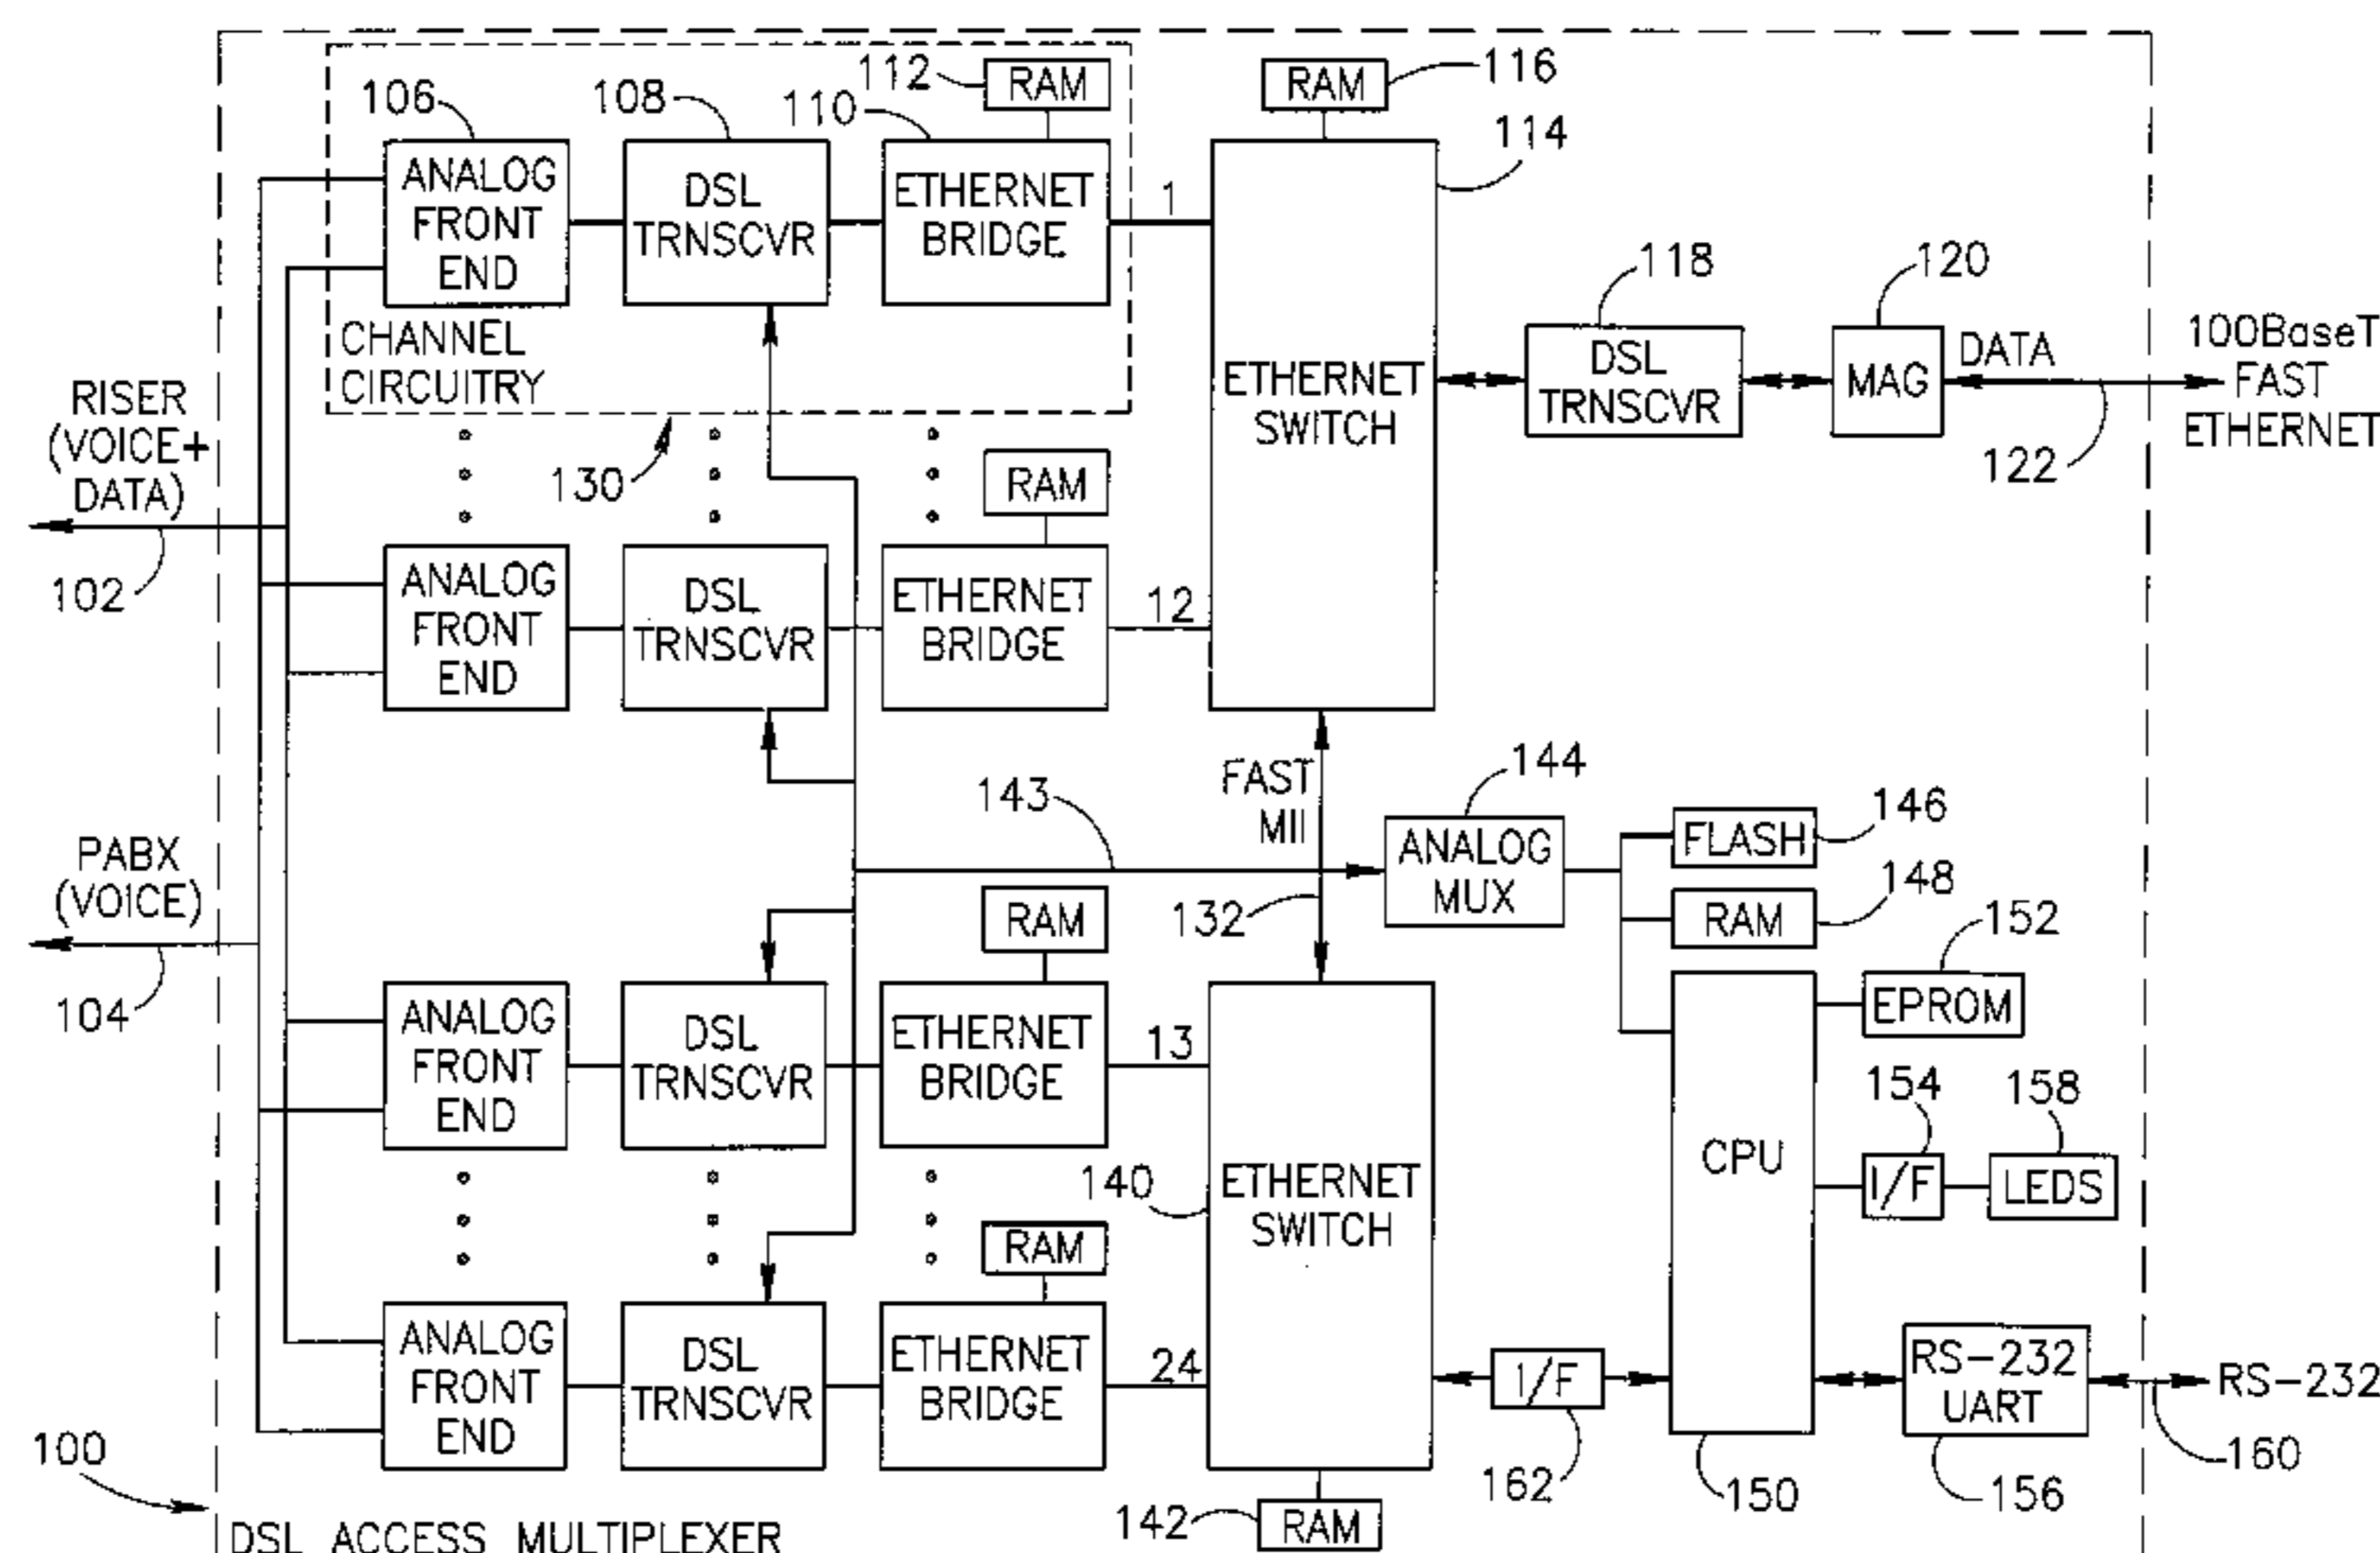 112
RAM
RAM
116
106
108
110
114
ANALOG
FRONT
END
DSL
TRNSCVR
ETHERNET
BRIDGE
1
CHANNEL
CIRCUITRY
130
ETHERNET
SWITCH
118
DSL
TRNSCVR
120
MAG
DATA
122
100BaseT
FAST
ETHERNET
RISER
(VOICE+
DATA)
102
RAM
ANALOG
FRONT
END
DSL
TRNSCVR
ETHERNET
BRIDGE
12
FAST
MII
132
143
144
ANALOG
MUX
FLASH
146
RAM
148
152
EPROM
PABX
(VOICE)
104
RAM
ANALOG
FRONT
END
DSL
TRNSCVR
ETHERNET
BRIDGE
13
140
ETHERNET
SWITCH
CPU
154
I/F
158
LEDS
RAM
ANALOG
FRONT
END
DSL
TRNSCVR
ETHERNET
BRIDGE
24
I/F
162
150
RS-232
UART
156
RS-232
160
142
RAM
100
DSL ACCESS MULTIPLEXER